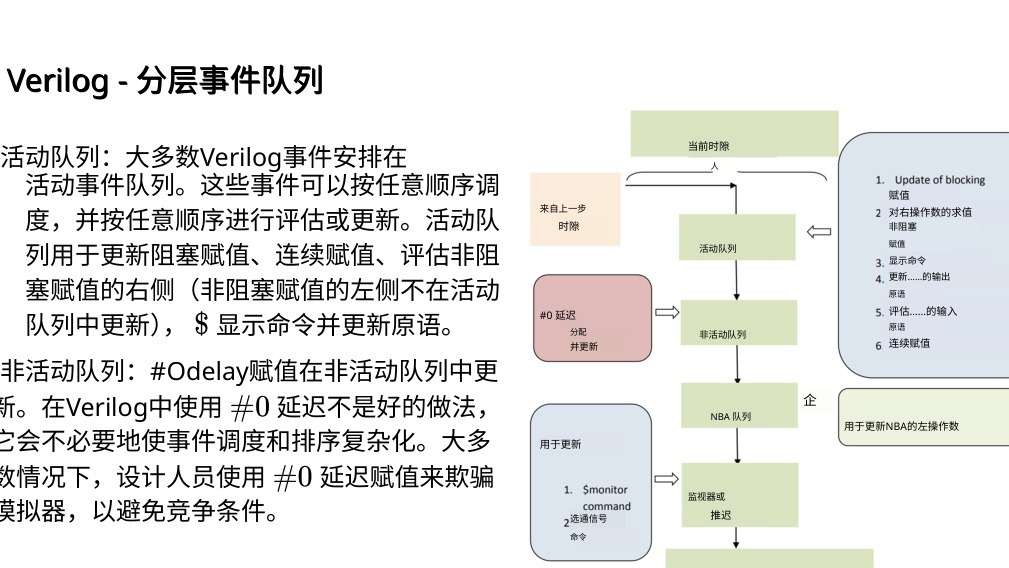 Verilog - 分层事件队列
活动队列：大多数Verilog事件安排在
活动事件队列。这些事件可以按任意顺序调
度，并按任意顺序进行评估或更新。活动队
列用于更新阻塞赋值、连续赋值、评估非阻
塞赋值的右侧（非阻塞赋值的左侧不在活动
队列中更新），$ 显示命令并更新原语。
非活动队列：#Odelay赋值在非活动队列中更
新。在Verilog中使用 #0 延迟不是好的做法，
它会不必要地使事件调度和排序复杂化。大多
数情况下，设计人员使用 #0 延迟赋值来欺骗
模拟器，以避免竞争条件。
当前时隙
人
来自上一步
时隙
活动队列
#0 延迟
分配
并更新
非活动队列
NBA 队列
企
用于更新
1. $monitor
command
2 选通信号
命令
监视器或
推迟
1. Update of blocking
赋值
2 对右操作数的求值
非阻塞
赋值
3. 显示命令
4. 更新......的输出
原语
5. 评估......的输入
原语
6 连续赋值
用于更新NBA的左操作数